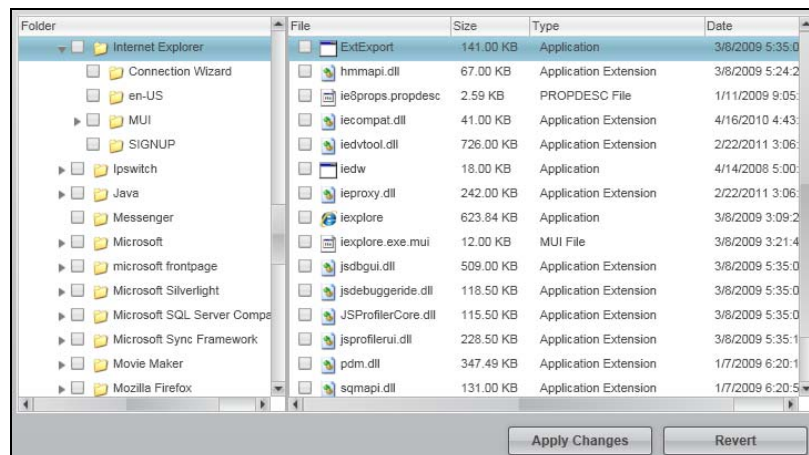 Folder
Internet Explorer
Connection Wizard
en-US
MUI
SIGNUP
Ipswitch
Java
Messenger
Microsoft
microsoft frontpage
Microsoft Silverlight
Microsoft SQL Server Compa
Microsoft Sync Framework
Movie Maker
Mozilla Firefox
File Size Type Date
ExtExport 141.00 KB Application 3/8/2009 5:35:0
hmmapi.dll 67.00 KB Application Extension 3/8/2009 5:24:2
ie8props.propdesc 2.59 KB PROPDESC File 1/11/2009 9:05:
iecompat.dll 41.00 KB Application Extension 4/16/2010 4:43:
iedvtool.dll 726.00 KB Application Extension 2/22/2011 3:06:
iedw 18.00 KB Application 4/14/2008 5:00:
ieproxy.dll 242.00 KB Application Extension 2/22/2011 3:06:
iexplore 623.84 KB Application 3/8/2009 3:09:2
iexplore.exe.mui 12.00 KB MUI File 3/8/2009 3:21:4
jsdbgui.dll 509.00 KB Application Extension 3/8/2009 5:35:0
jsdebuggeride.dll 118.50 KB Application Extension 3/8/2009 5:35:0
JSProfilerCore.dll 115.50 KB Application Extension 3/8/2009 5:35:0
jsprofilerui.dll 228.50 KB Application Extension 3/8/2009 5:35:1
pdm.dll 347.49 KB Application Extension 1/7/2009 6:20:1
sqmapi.dll 131.00 KB Application Extension 1/7/2009 6:20:5
Apply Changes Revert